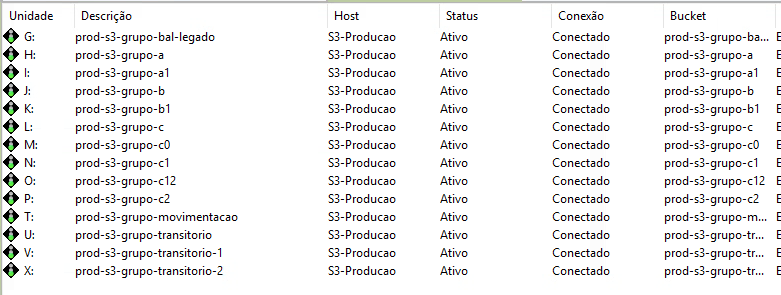 Unidade Descrição Host Status Conexão Bucket
G: prod-s3-grupo-bal-legado S3-Producao Ativo Conectado prod-s3-grupo-ba... E
H: prod-s3-grupo-a S3-Producao Ativo Conectado prod-s3-grupo-a E
I: prod-s3-grupo-a1 S3-Producao Ativo Conectado prod-s3-grupo-a1 E
J: prod-s3-grupo-b S3-Producao Ativo Conectado prod-s3-grupo-b E
K: prod-s3-grupo-b1 S3-Producao Ativo Conectado prod-s3-grupo-b1 E
L: prod-s3-grupo-c S3-Producao Ativo Conectado prod-s3-grupo-c E
M: prod-s3-grupo-c0 S3-Producao Ativo Conectado prod-s3-grupo-c0 E
N: prod-s3-grupo-c1 S3-Producao Ativo Conectado prod-s3-grupo-c1 E
O: prod-s3-grupo-c12 S3-Producao Ativo Conectado prod-s3-grupo-c12 E
P: prod-s3-grupo-c2 S3-Producao Ativo Conectado prod-s3-grupo-c2 E
T: prod-s3-grupo-movimentacao S3-Producao Ativo Conectado prod-s3-grupo-m... E
U: prod-s3-grupo-transitorio S3-Producao Ativo Conectado prod-s3-grupo-tr... E
V: prod-s3-grupo-transitorio-1 S3-Producao Ativo Conectado prod-s3-grupo-tr... E
X: prod-s3-grupo-transitorio-2 S3-Producao Ativo Conectado prod-s3-grupo-tr... E